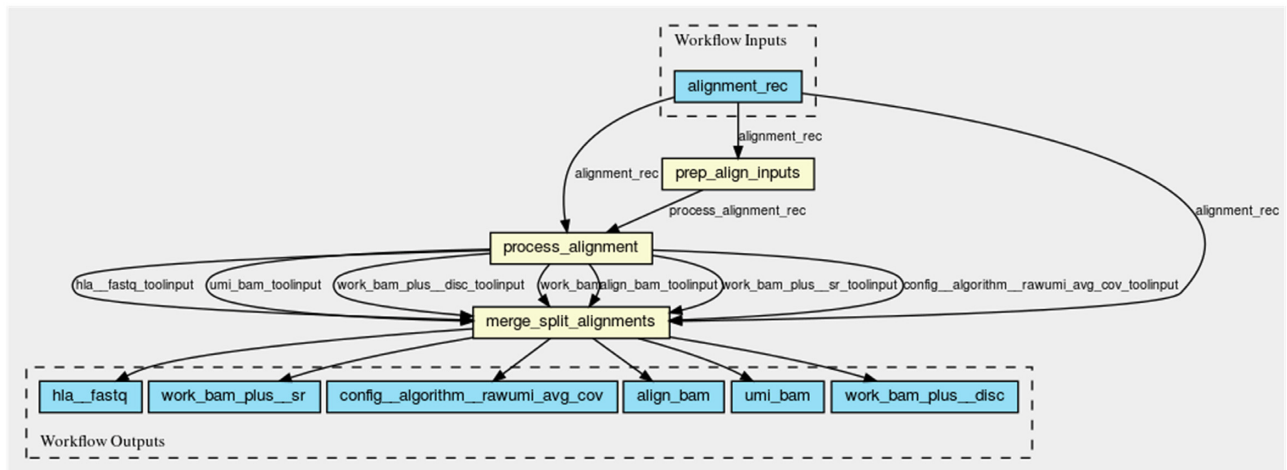 Workflow Inputs
alignment_rec
alignment_rec
prep_align_inputs
alignment_rec
process_alignment_rec
alignment_rec
process_alignment
hla__fastq_toolinput
umi_bam_toolinput
work_bam_plus__disc_toolinput
work_bam
align_bam_toolinput
work_bam_plus__sr_toolinput
config__algorithm__rawumi_avg_cov_toolinput
merge_split_alignments
hla__fastq
work_bam_plus__sr
config__algorithm__rawumi_avg_cov
align_bam
umi_bam
work_bam_plus__disc
Workflow Outputs